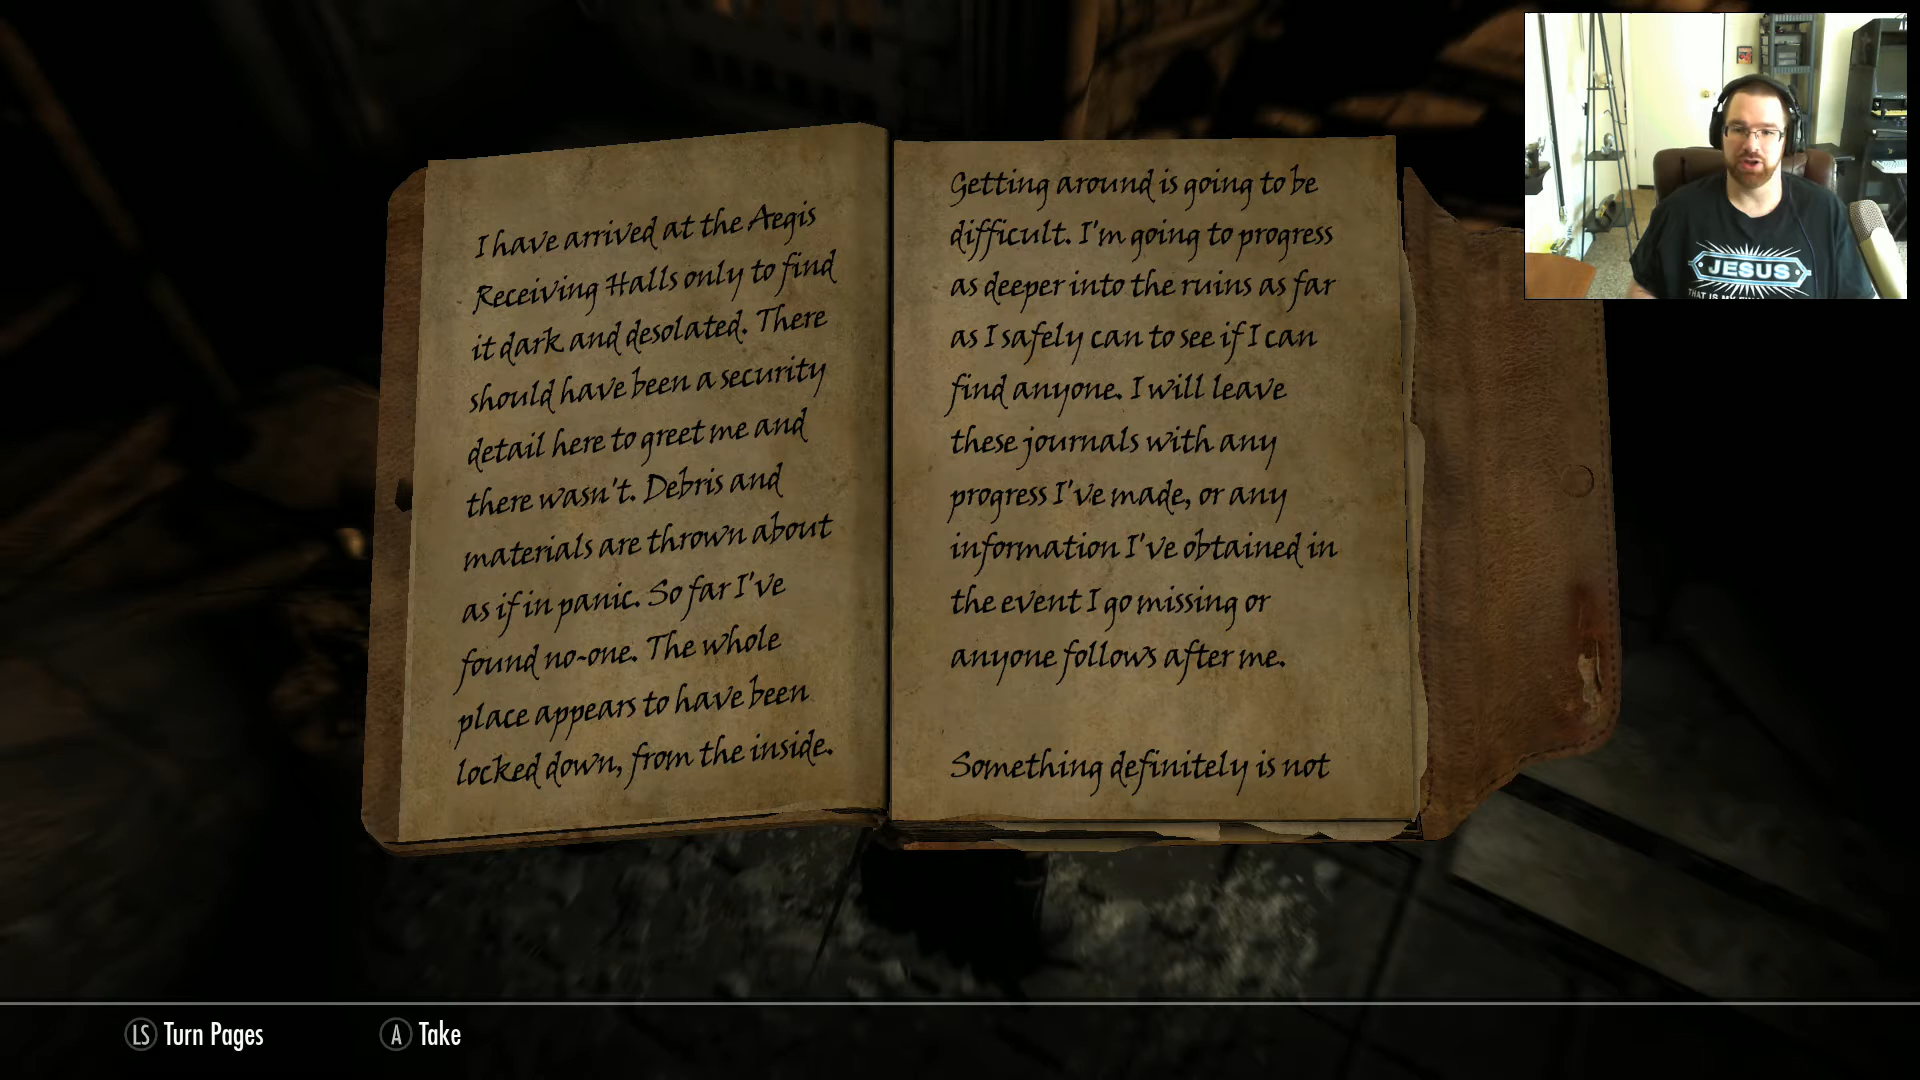 I have arrived at the Aegis
Receiving Halls only to find
it dark and desolated. There
should have been a security
detail here to greet me and
there wasn't. Debris and
materials are thrown about
as if in panic. So far I've
found no-one. The whole
place appears to have been
locked down, from the inside.
Getting around is going to be
difficult. I'm going to progress
as deeper into the ruins as far
as I safely can to see if I can
find anyone. I will leave
these journals with any
progress I've made, or any
information I've obtained in
the event I go missing or
anyone follows after me.
Something definitely is not
JESUS
THAT IS MY
LS Turn Pages
A Take